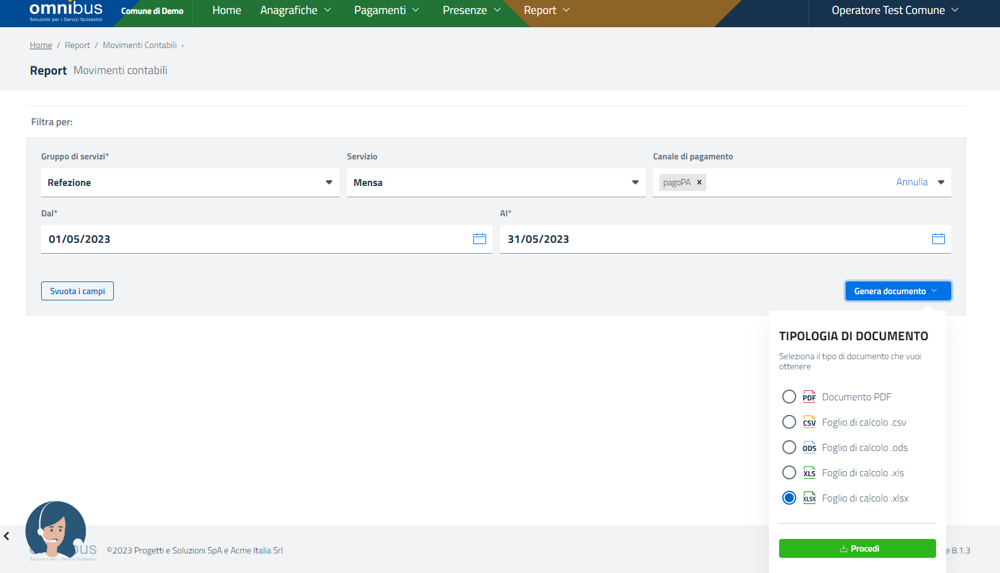 omnibus
Soluzioni per i Servizi Scolastici
Comune di Demo
Home
Anagrafiche
Pagamenti
Presenze
Report
Operatore Test Comune
Home / Report / Movimenti Contabili ›
Report Movimenti contabili
Filtra per:
Gruppo di servizi*
Servizio
Canale di pagamento
Refezione
Mensa
pagoPA ×
Annulla
Dal*
Al*
01/05/2023
31/05/2023
Svuota i campi
Genera documento
TIPOLOGIA DI DOCUMENTO
Seleziona il tipo di documento che vuoi
ottenere
PDF Documento PDF
CSV Foglio di calcolo .csv
ODS Foglio di calcolo .ods
XLS Foglio di calcolo .xls
XLSX Foglio di calcolo .xlsx
Procedi
bus
Soluzioni per i Servizi Scolastici
©2023 Progetti e Soluzioni SpA e Acme Italia Srl
e 8.1.3